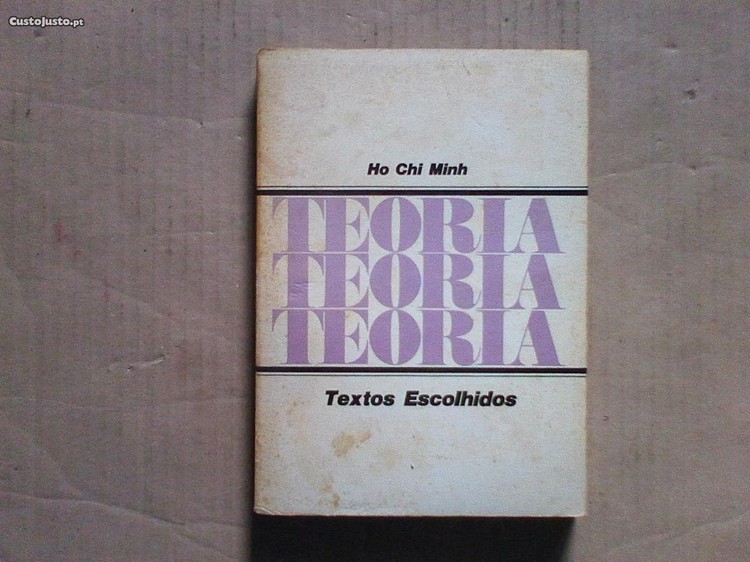 CustoJusto.pt
Ho Chi Minh
TEORIA
TEORIA
TEORIA
Textos Escolhidos